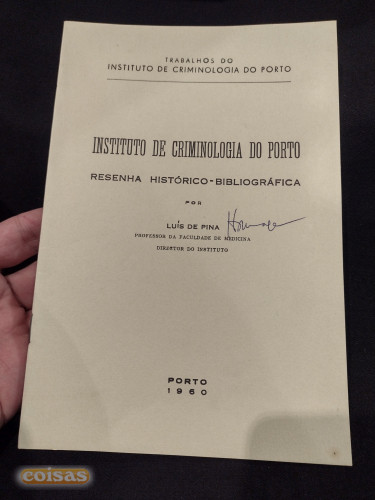 TRABALHOS DO
INSTITUTO DE CRIMINOLOGIA DO PORTO
INSTITUTO DE CRIMINOLOGIA DO PORTO
RESENHA HISTÓRICO-BIBLIOGRÁFICA
POR
LUÍS DE PINA
PROFESSOR DA FACULDADE DE MEDICINA
DIRETOR DO INSTITUTO
PORTO
1960
coisas